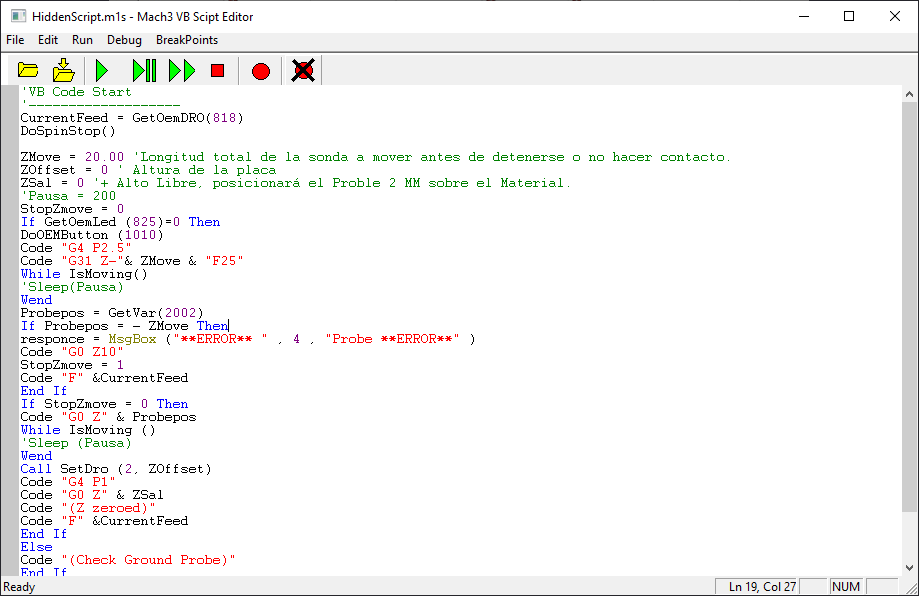 HiddenScript.m1s - Mach3 VB Scipt Editor
File Edit Run Debug BreakPoints
'VB Code Start
'-------------------
CurrentFeed = GetOemDRO(818)
DoSpinStop()
ZMove = 20.00 'Longitud total de la sonda a mover antes de detenerse o no hacer contacto.
ZOffset = 0 ' Altura de la placa
ZSal = 0 '+ Alto Libre, posicionará el Proble 2 MM sobre el Material.
'Pausa = 200
StopZmove = 0
If GetOemLed (825)=0 Then
DoOEMButton (1010)
Code "G4 P2.5"
Code "G31 Z-"& ZMove & "F25"
While IsMoving()
'Sleep(Pausa)
Wend
Probepos = GetVar(2002)
If Probepos = - ZMove Then
responce = MsgBox ("**ERROR** " , 4 , "Probe **ERROR**" )
Code "G0 Z10"
StopZmove = 1
Code "F" &CurrentFeed
End If
If StopZmove = 0 Then
Code "G0 Z" & Probepos
While IsMoving ()
'Sleep (Pausa)
Wend
Call SetDro (2, ZOffset)
Code "G4 P1"
Code "G0 Z" & ZSal
Code "(Z zeroed)"
Code "F" &CurrentFeed
End If
Else
Code "(Check Ground Probe)"
End If
Ready Ln 19, Col 27 NUM